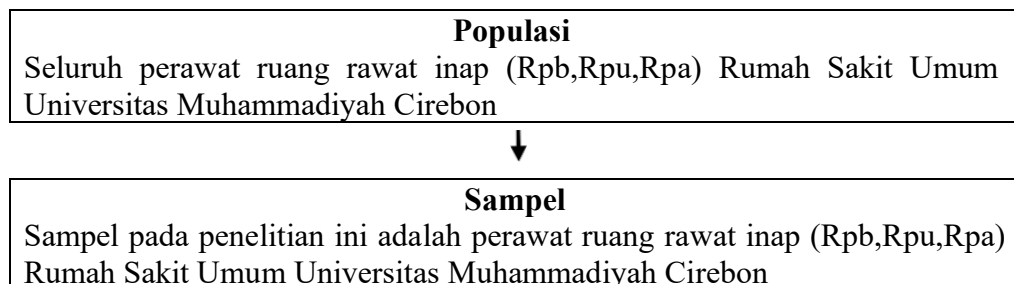 Populasi
Seluruh perawat ruang rawat inap (Rpb,Rpu,Rpa) Rumah Sakit Umum
Universitas Muhammadiyah Cirebon
Sampel
Sampel pada penelitian ini adalah perawat ruang rawat inap (Rpb,Rpu,Rpa)
Rumah Sakit Umum Universitas Muhammadiyah Cirebon